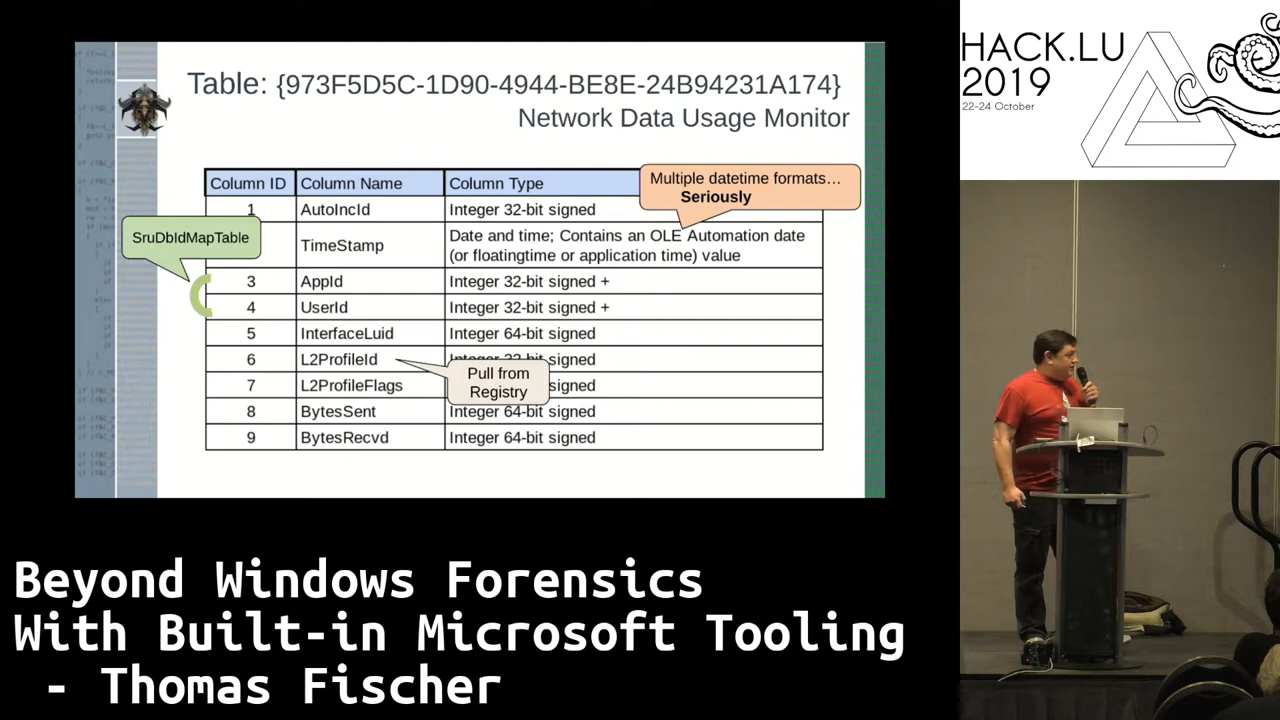 Table: {973F5D5C-1D90-4944-BE8E-24B94231A174}
Network Data Usage Monitor
Column ID Column Name Column Type
Multiple datetime formats…
Seriously
1 AutoIncId Integer 32-bit signed
SruDbIdMapTable
TimeStamp Date and time; Contains an OLE Automation date
(or floatingtime or application time) value
3 AppId Integer 32-bit signed +
4 UserId Integer 32-bit signed +
5 InterfaceLuid Integer 64-bit signed
6 L2ProfileId Integer 32-bit signed
Pull from
Registry
7 L2ProfileFlags signed
8 BytesSent Integer 64-bit signed
9 BytesRecvd Integer 64-bit signed
HACK.LU
2019
22-24 October
Beyond Windows Forensics
With Built-in Microsoft Tooling
- Thomas Fischer